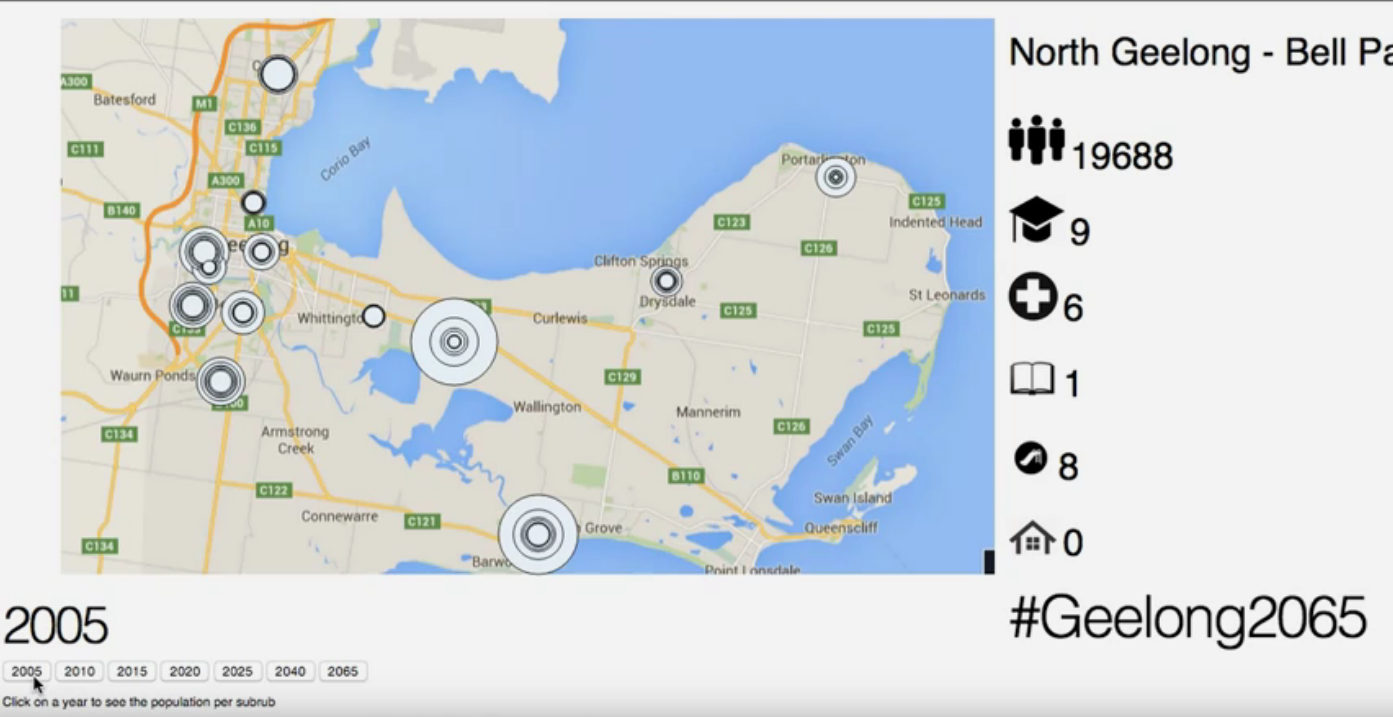 North Geelong - Bell Pa
A300
Batesford
M1
C136
C111
C115
Corio Bay
A300
B140
A10
Portarlington
C125
C123
Indented Head
C126
Clifton Springs
St Leonards
Drysdale
C125
Whittingto
Curlewis
C125
Waurn Ponds
C129
Wallington
Mannerim
C134
Armstrong
Creek
C126
Swan Bay
B110
C122
Swan Island
Connewarre
C121
Grove
Queenscliff
C134
Barwo
Point Lonsdale
19688
9
6
1
8
0
#Geelong2065
2005
2005 2010 2015 2020 2025 2040 2065
Click on a year to see the population per subrub